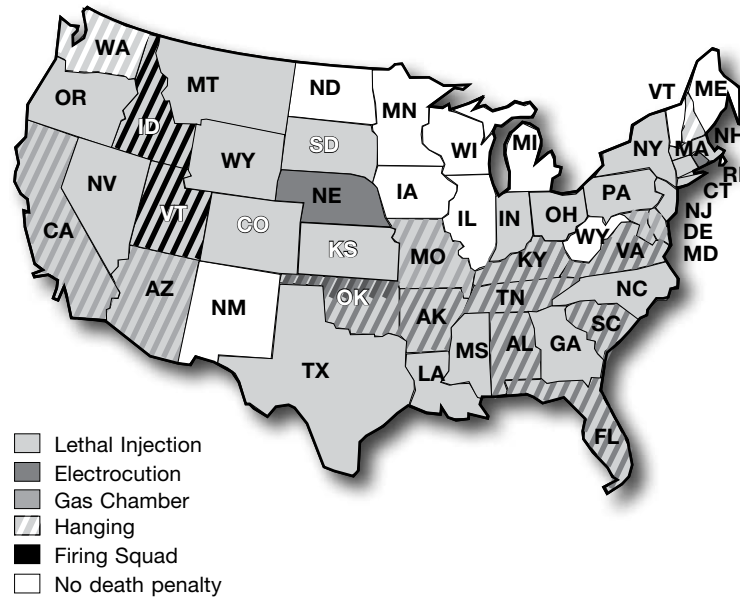 WA
MT
ND
MN
VT
ME
OR
ID
SD
WI
MI
NY
MA
NH
WY
RI
NV
NE
IA
PA
CT
CA
VT
CO
KS
IL
IN
OH
NJ
DE
MO
WY
VA
MD
KY
AZ
NM
OK
AK
TN
NC
SC
TX
MS
AL
GA
LA
FL
Lethal Injection
Electrocution
Gas Chamber
Hanging
Firing Squad
No death penalty